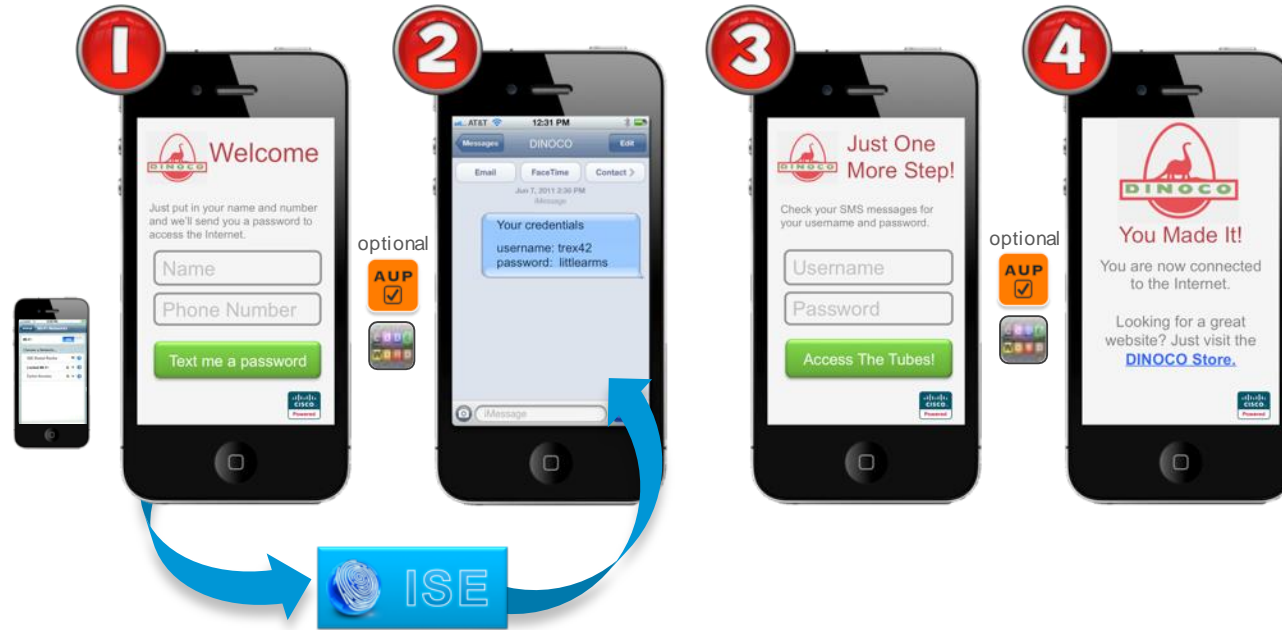 1
DINOCO
Welcome
Just put in your name and number
and we'll send you a password to
access the Internet.
Name
Phone Number
Text me a password
CISCO
Powered
optional
AUP
CODE
WORD
2
AT&T
12:31 PM
Messages
DINOCO
Edit
Email
FaceTime
Contact >
Jun 7, 2011 2:30 PM
iMessage
Your credentials
username: trex42
password: littlearms
iMessage
ISE
3
DINOCO
Just One
More Step!
Check your SMS messages for
your username and password.
Username
Password
Access The Tubes!
CISCO
Powered
optional
AUP
CODE
WORD
4
DINOCO
You Made It!
You are now connected
to the Internet.
Looking for a great
website? Just visit the
DINOCO Store.
CISCO
Powered